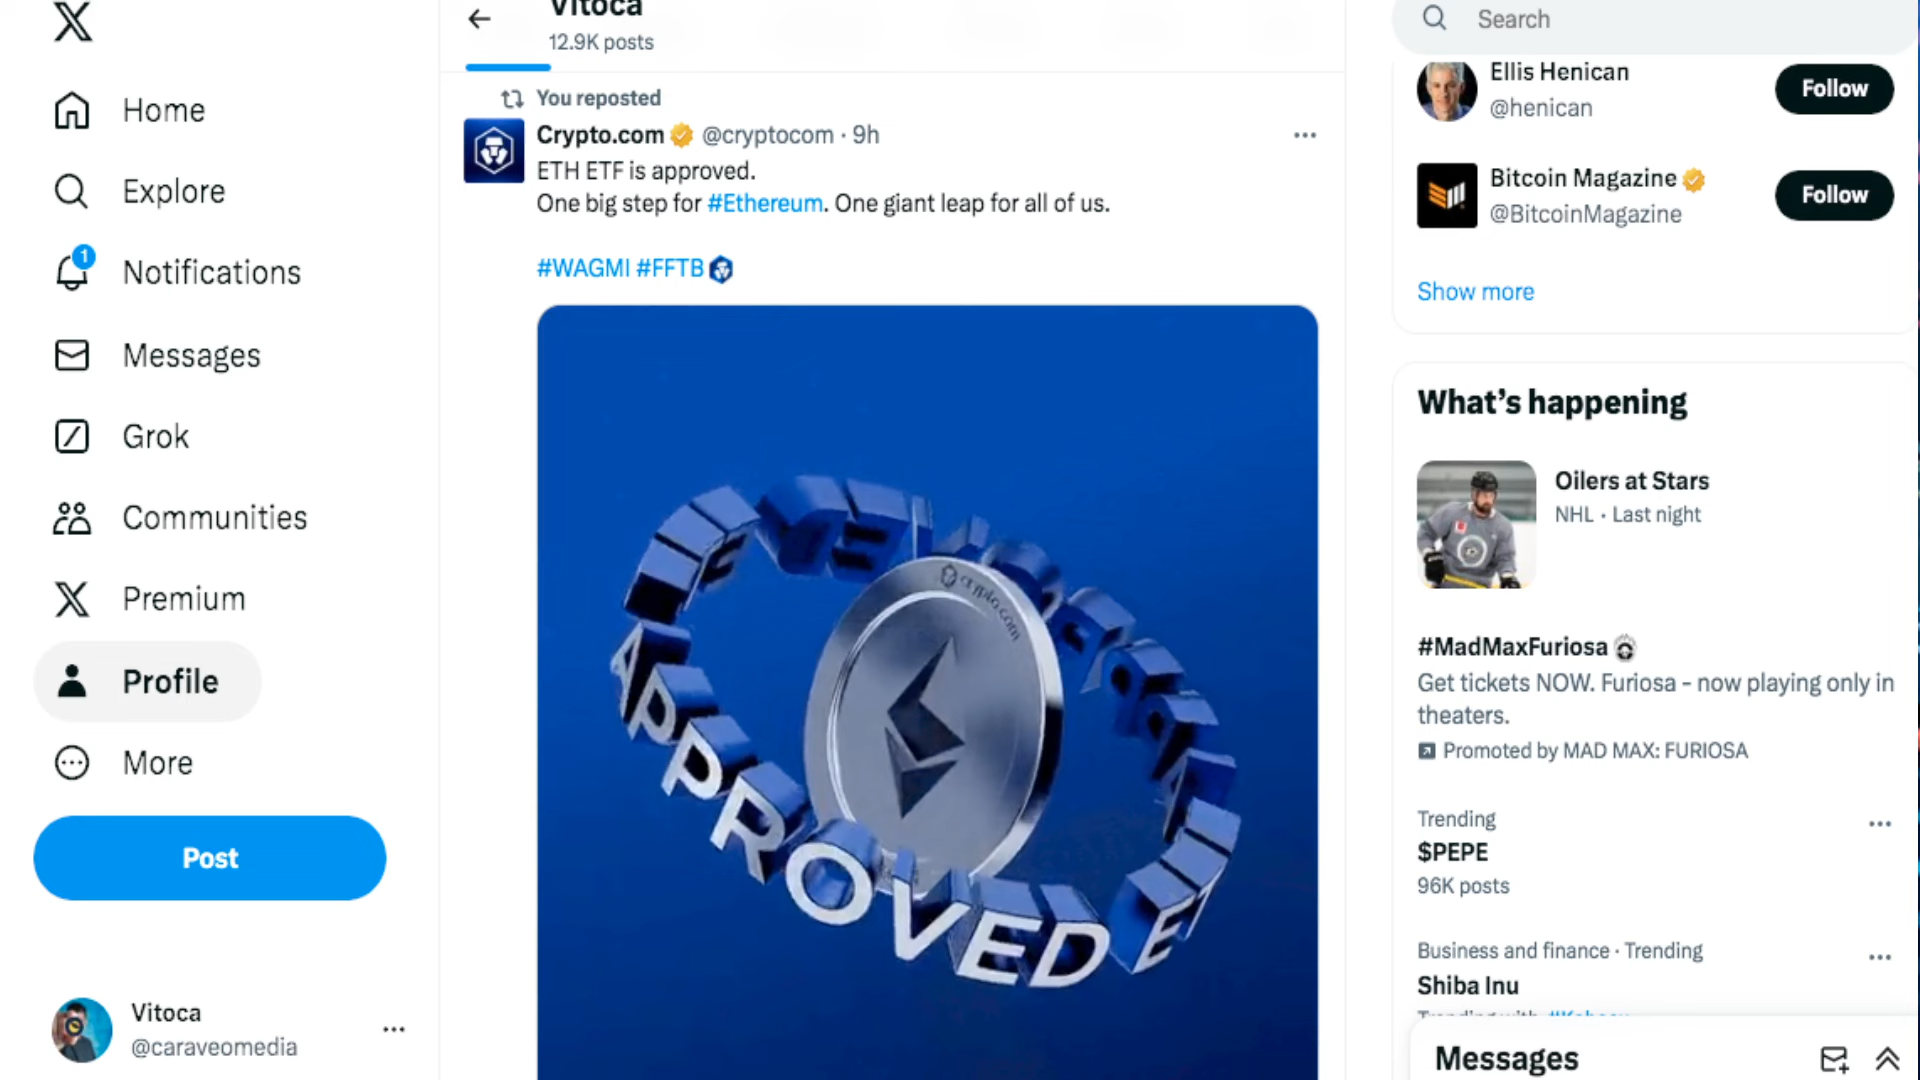 Home
Explore
1
Notifications
Messages
Grok
Communities
Premium
Profile
More
Post
Vitoca
@caraveomedia
Vitoca
12.9K posts
You reposted
Crypto.com @cryptocom · 9h
ETH ETF is approved.
One big step for #Ethereum. One giant leap for all of us.
#WAGMI #FFTB
crypto.com
APPROVED
Search
Ellis Henican
@henican
Follow
Bitcoin Magazine
@BitcoinMagazine
Follow
Show more
What’s happening
Oilers at Stars
NHL · Last night
#MadMaxFuriosa
Get tickets NOW. Furiosa – now playing only in
theaters.
Promoted by MAD MAX: FURIOSA
Trending
$PEPE
96K posts
Business and finance · Trending
Shiba Inu
Trending with
Messages